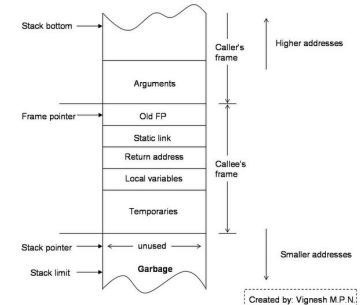 Stack bottom
Caller's
frame
Higher addresses
Arguments
Frame pointer
Old FP
Static link
Return address
Callee's
frame
Local variables
Temporaries
Stack pointer
unused
Smaller addresses
Stack limit
Garbage
Created by: Vignesh M.P.N.